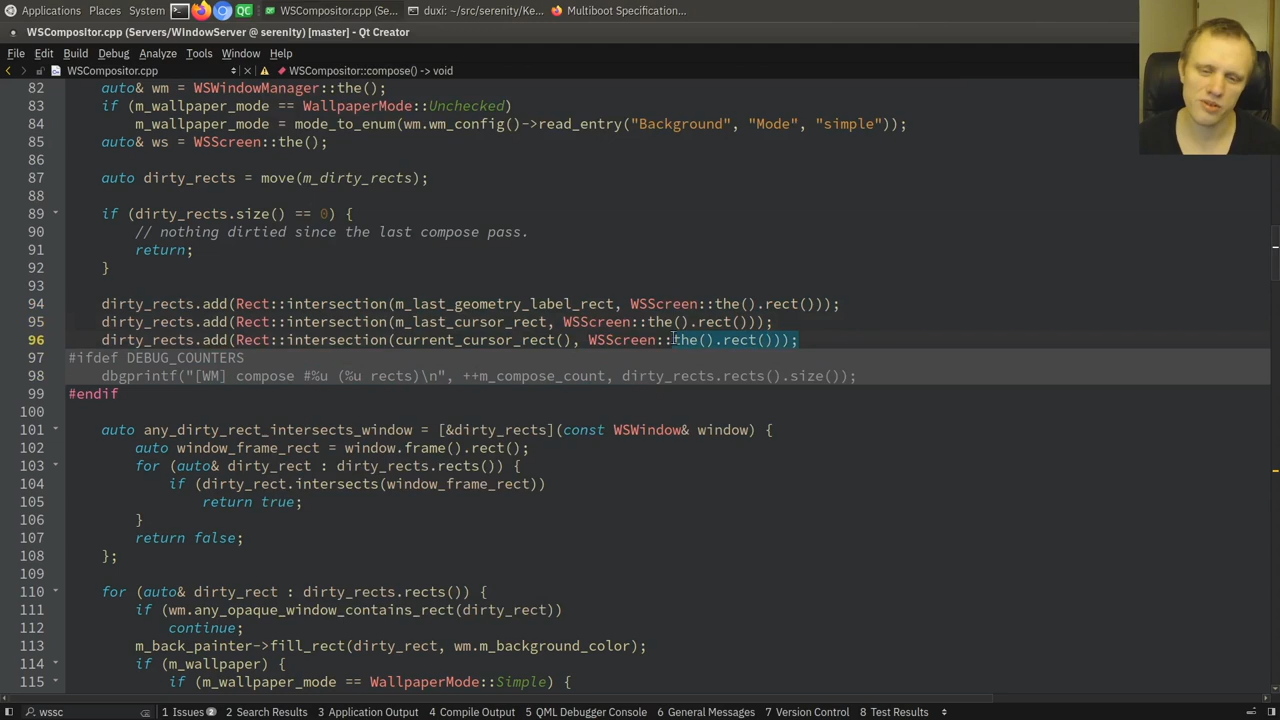 Applications Places System WSCompositor.cpp (Se... duxi: ~/src/serenity/Ke... Multiboot Specification...
WSCompositor.cpp (Servers/WindowServer @ serenity) [master] - Qt Creator
File Edit Build Debug Analyze Tools Window Help
WSCompositor.cpp WSCompositor::compose() -> void
82 auto& wm = WSWindowManager::the();
83 if (m_wallpaper_mode == WallpaperMode::Unchecked)
84 m_wallpaper_mode = mode_to_enum(wm.wm_config()->read_entry("Background", "Mode", "simple"));
85 auto& ws = WSScreen::the();
86
87 auto dirty_rects = move(m_dirty_rects);
88
89 if (dirty_rects.size() == 0) {
90 // nothing dirtied since the last compose pass.
91 return;
92 }
93
94 dirty_rects.add(Rect::intersection(m_last_geometry_label_rect, WSScreen::the().rect()));
95 dirty_rects.add(Rect::intersection(m_last_cursor_rect, WSScreen::the().rect()));
96 dirty_rects.add(Rect::intersection(current_cursor_rect(), WSScreen::the().rect()));
97 #ifdef DEBUG_COUNTERS
98 dbgprintf("[WM] compose #%u (%u rects)\n", ++m_compose_count, dirty_rects.rects().size());
99 #endif
100
101 auto any_dirty_rect_intersects_window = [&dirty_rects](const WSWindow& window) {
102 auto window_frame_rect = window.frame().rect();
103 for (auto& dirty_rect : dirty_rects.rects()) {
104 if (dirty_rect.intersects(window_frame_rect))
105 return true;
106 }
107 return false;
108 };
109
110 for (auto& dirty_rect : dirty_rects.rects()) {
111 if (wm.any_opaque_window_contains_rect(dirty_rect))
112 continue;
113 m_back_painter->fill_rect(dirty_rect, wm.m_background_color);
114 if (m_wallpaper) {
115 if (m_wallpaper_mode == WallpaperMode::Simple) {
wssc 1 Issues 2 2 Search Results 3 Application Output 4 Compile Output 5 QML Debugger Console 6 General Messages 7 Version Control 8 Test Results